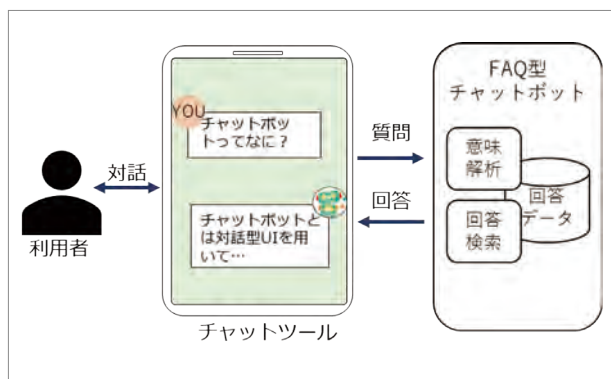 利用者
対話
YOU
チャットボッ
トってなに？
チャットボットと
は対話型UIを用
いて…
チャットツール
質問
回答
FAQ型
チャットボット
意味
解析
回答
データ
回答
検索